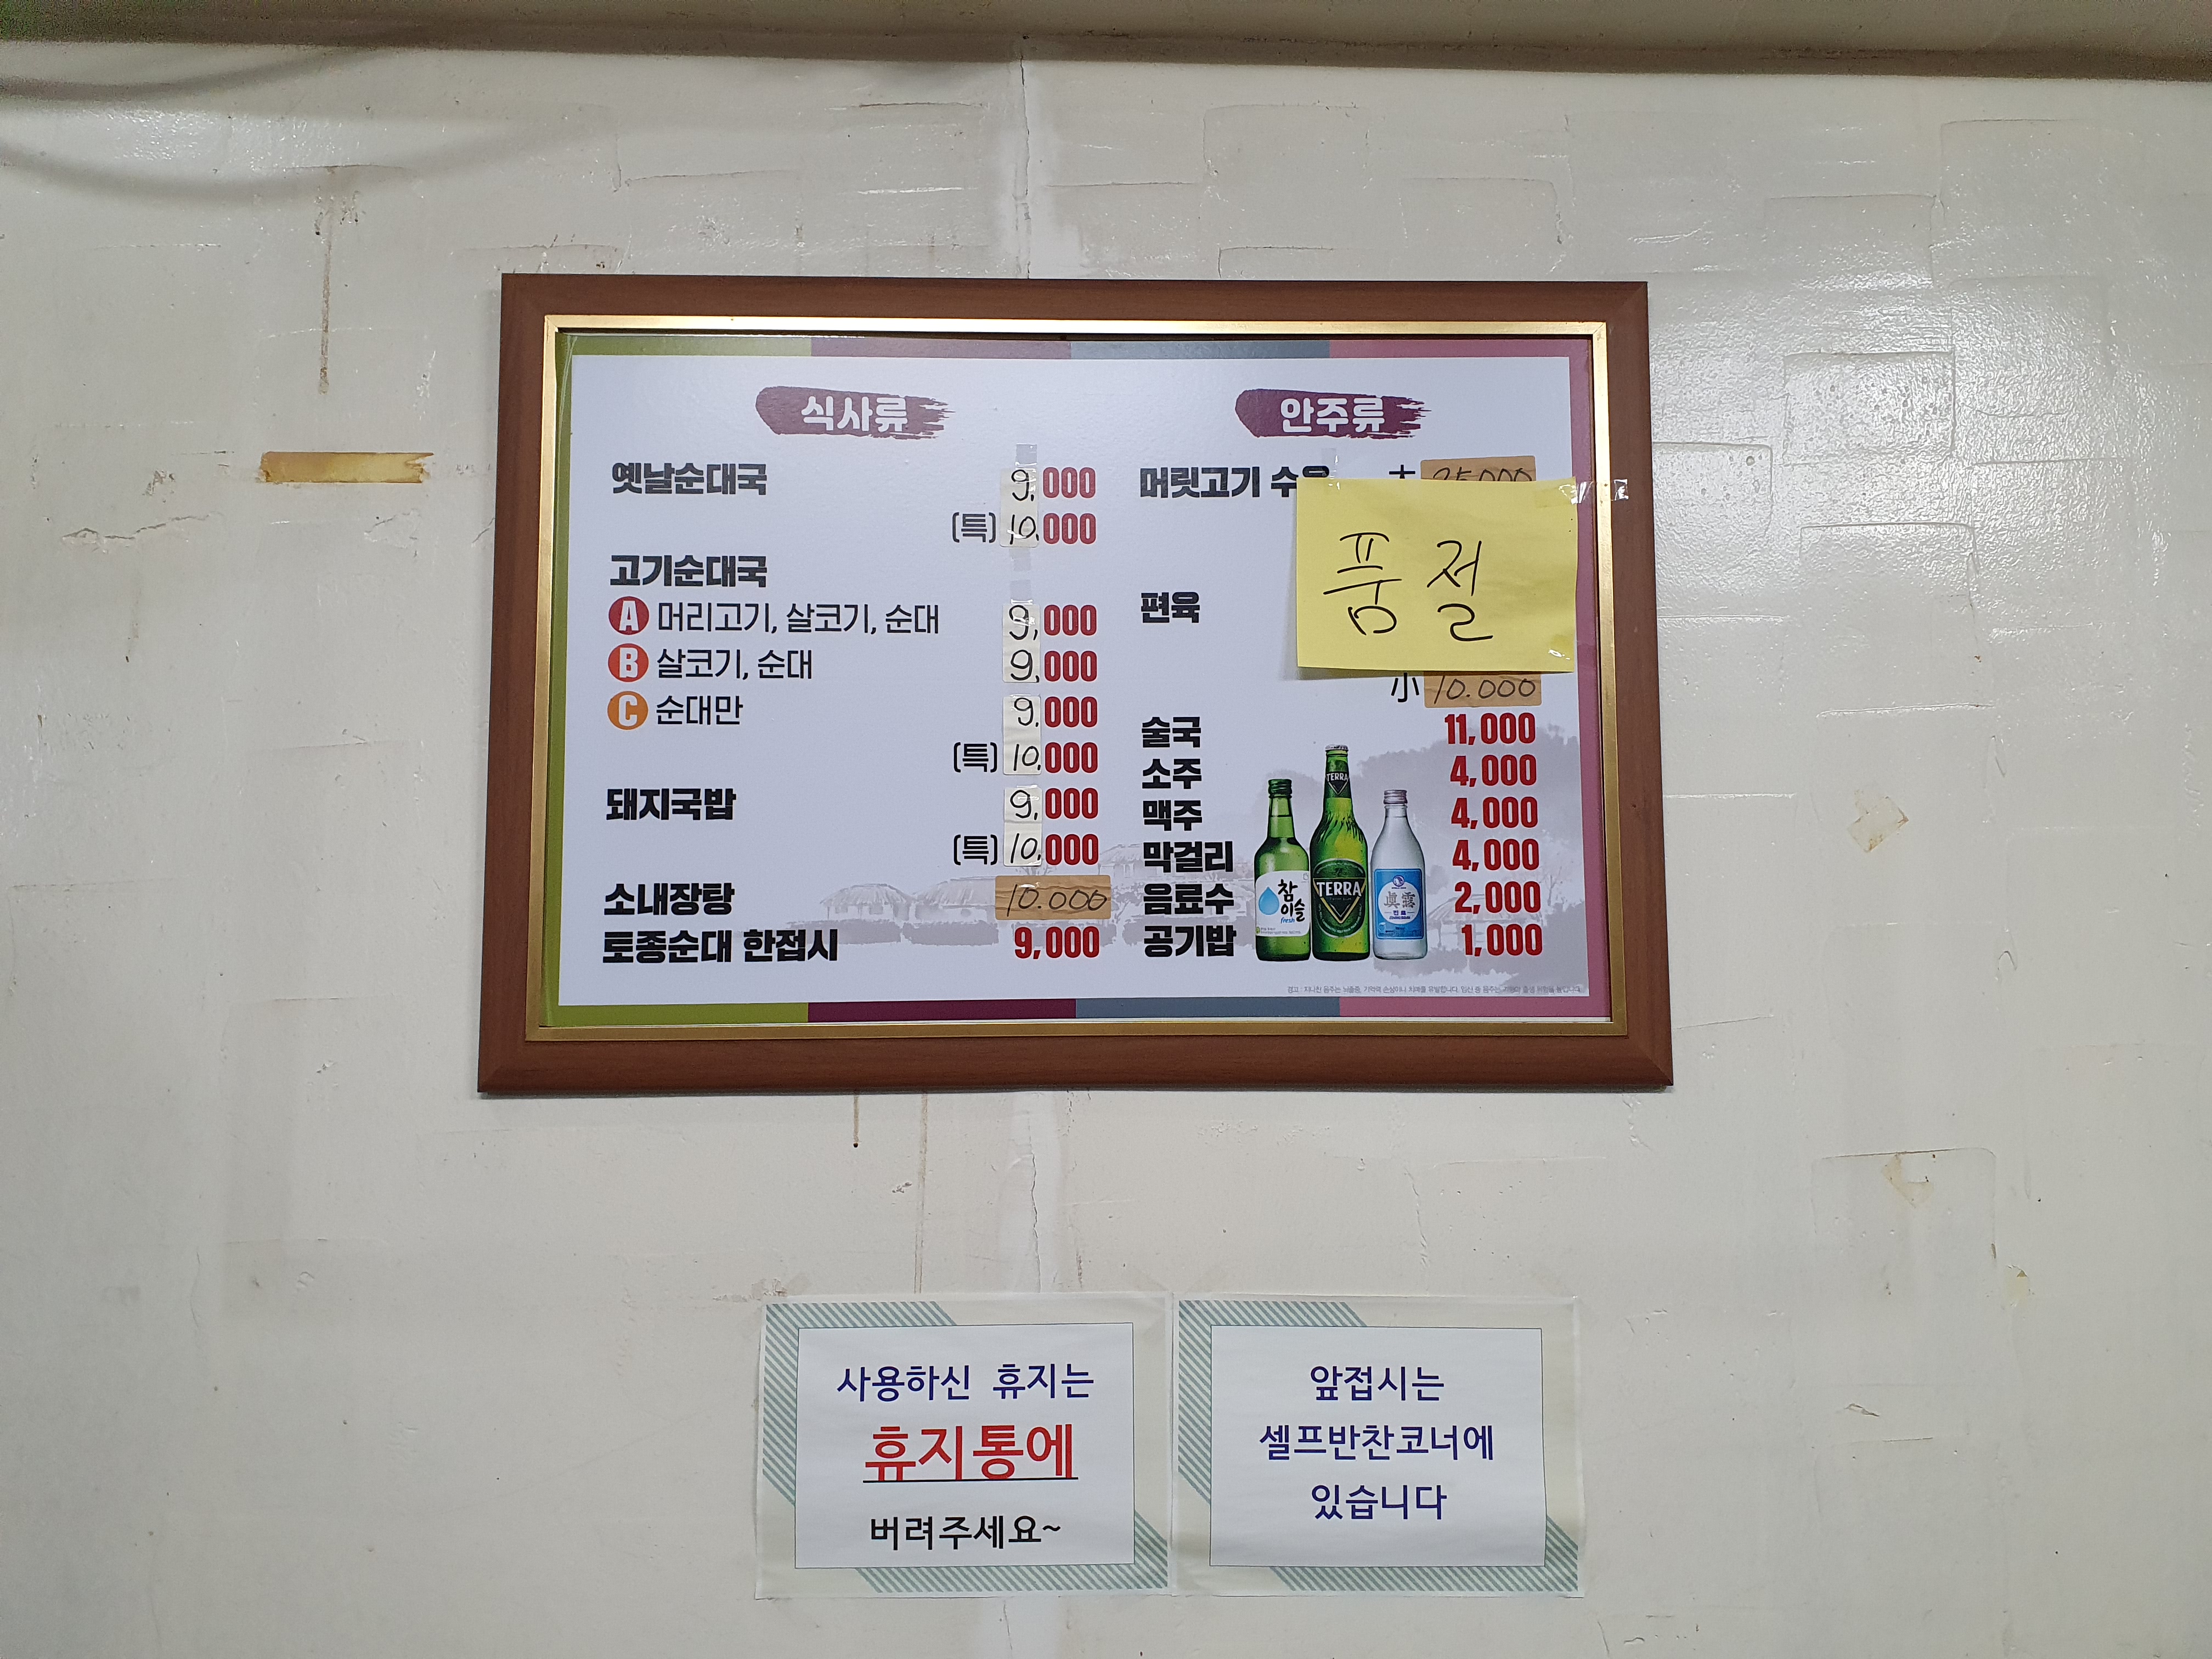 식사류
옛날순대국 9,000
(특) 10,000
고기순대국
A 머리고기, 살코기, 순대 9,000
B 살코기, 순대 9,000
C 순대만 9,000
(특) 10,000
돼지국밥 9,000
(특) 10,000
소내장탕 10.000
토종순대 한접시 9,000
안주류
머릿고기 大
품절
편육
小 10.000
술국 11,000
소주 4,000
맥주 4,000
막걸리 4,000
음료수 2,000
공기밥 1,000
참이슬
fresh
TERRA
TERRA
眞露
사용하신 휴지는
휴지통에
버려주세요~
앞접시는
셀프반찬코너에
있습니다